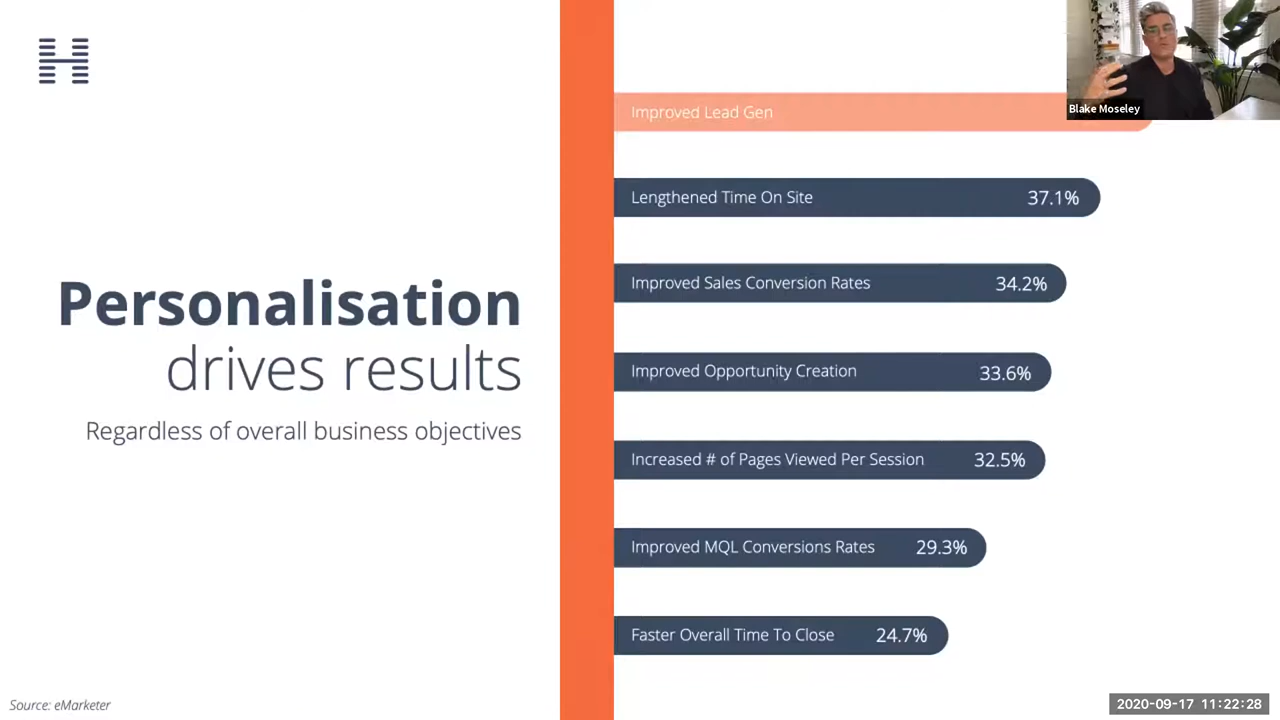 Personalisation
drives results
Regardless of overall business objectives
Source: eMarketer
Improved Lead Gen
Lengthened Time On Site 37.1%
Improved Sales Conversion Rates 34.2%
Improved Opportunity Creation 33.6%
Increased # of Pages Viewed Per Session 32.5%
Improved MQL Conversions Rates 29.3%
Faster Overall Time To Close 24.7%
Blake Moseley
2020-09-17 11:22:28